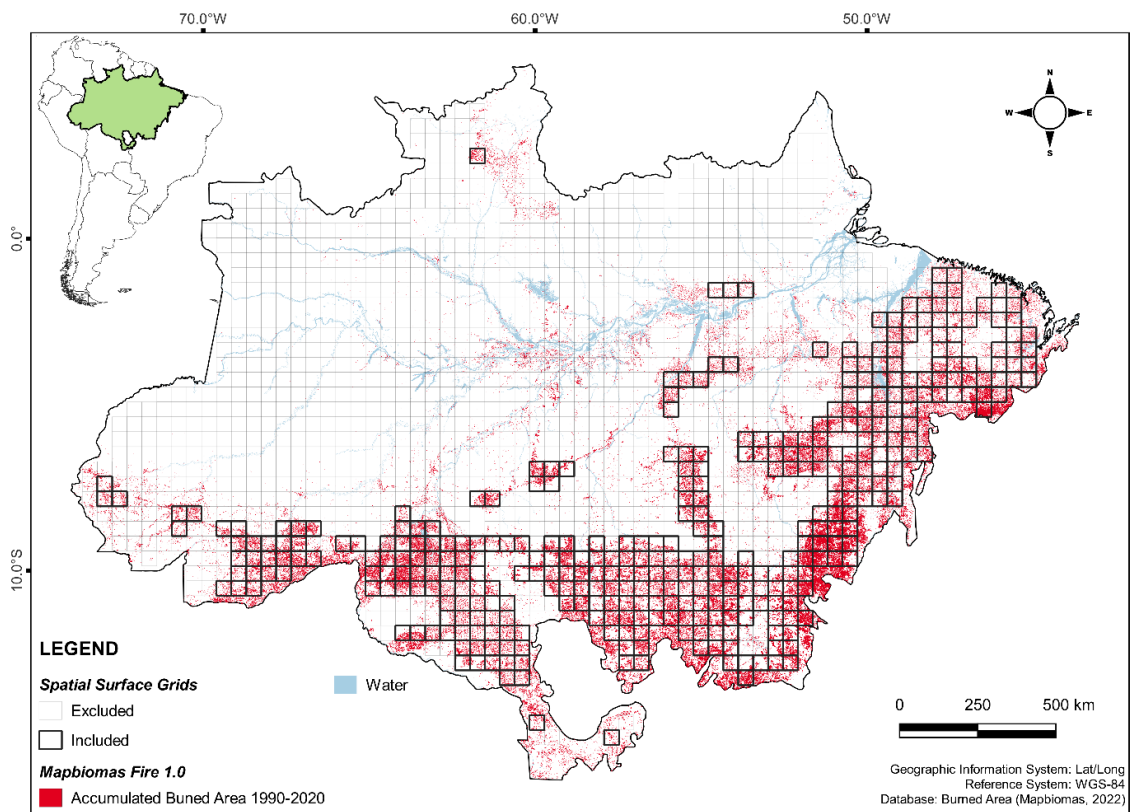 70.0°W 60.0°W 50.0°W
N
W E
S
0.0°
10.0°S
LEGEND
Spatial Surface Grids
Water
Excluded
Included
Mapbiomas Fire 1.0
Accumulated Buned Area 1990-2020
0 250 500 km
Geographic Information System: Lat/Long
Reference System: WGS-84
Database: Burned Area (Mapbiomas, 2022)